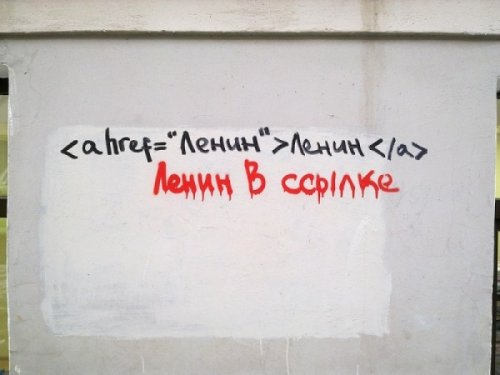 <a href="Ленин">Ленин</a>
Ленин в ссылке